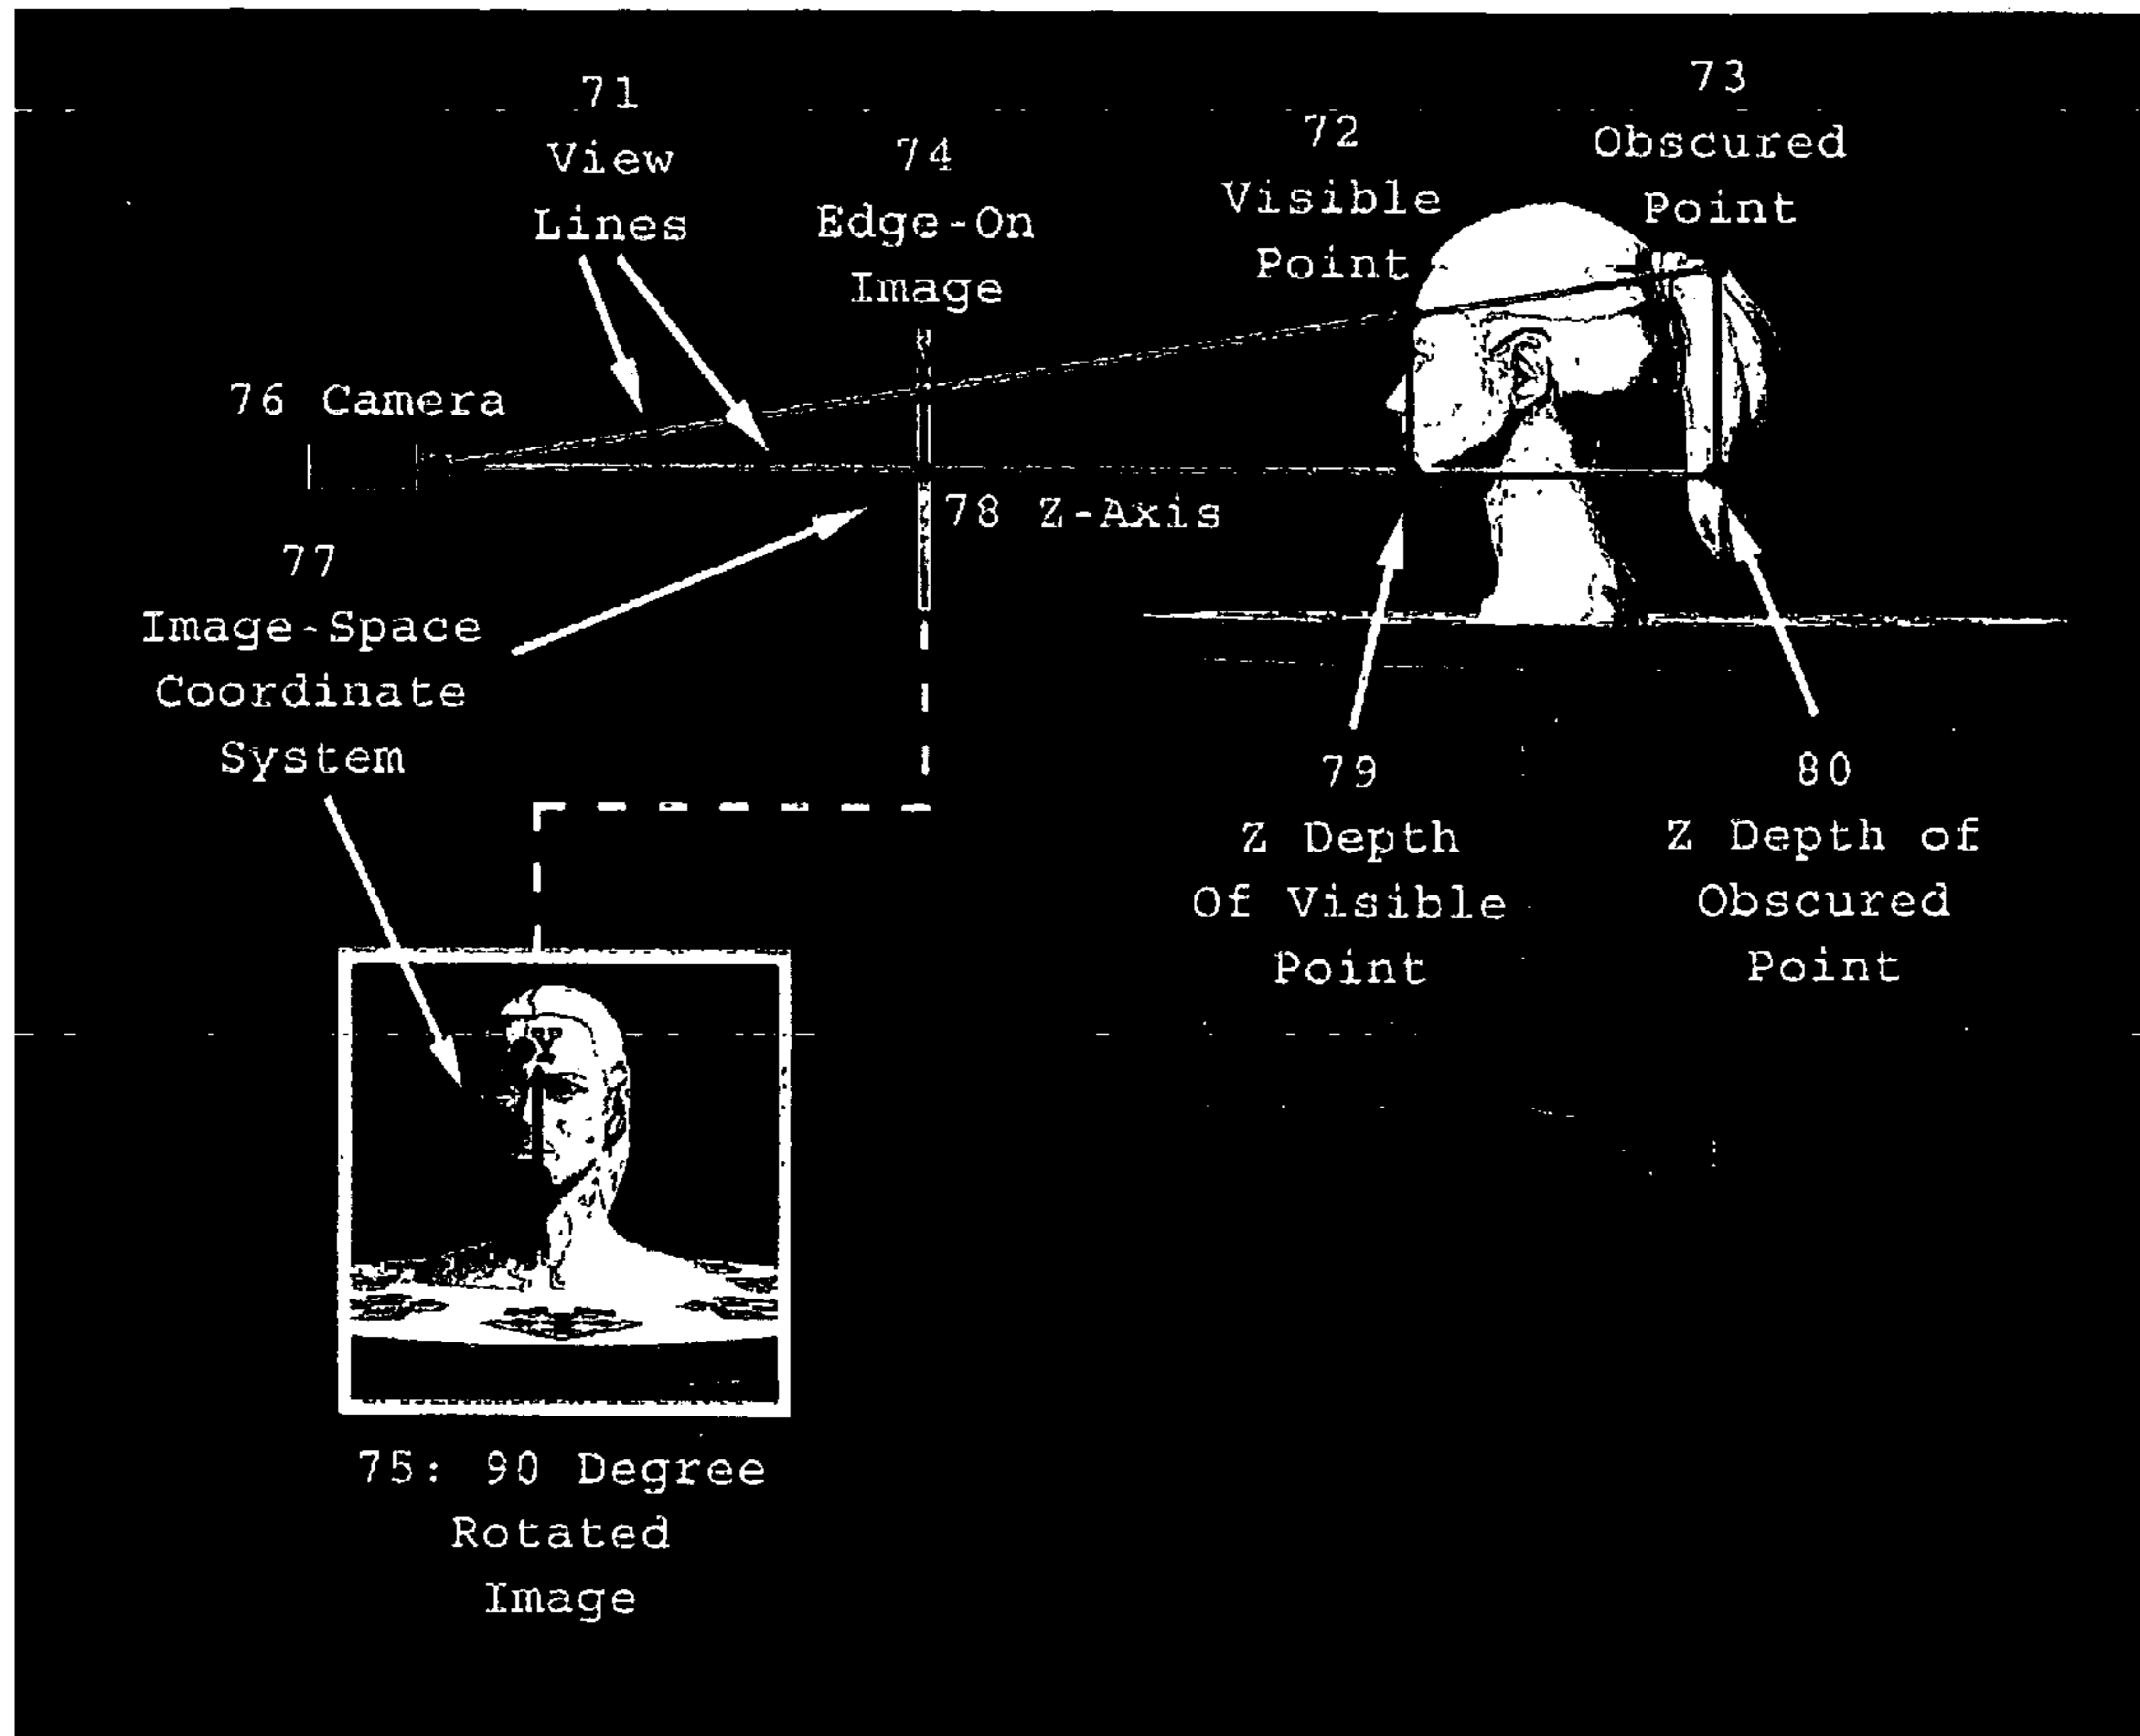 71
View
Lines
74
Edge-On
Image
72
Visible
Point
73
Obscured
Point
76 Camera
78 Z-Axis
77
Image-Space
Coordinate
System
79
Z Depth
Of Visible
Point
80
Z Depth of
Obscured
Point
75: 90 Degree
Rotated
Image